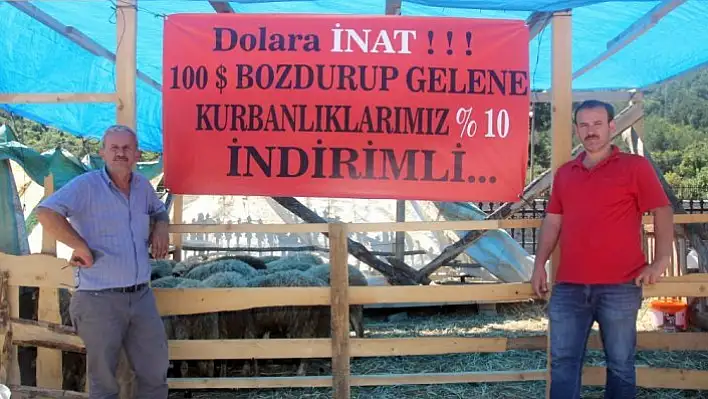 Dolara İNAT !!!
100 $ BOZDURUP GELENE
KURBANLIKLARIMIZ % 10
İNDİRİMLİ...